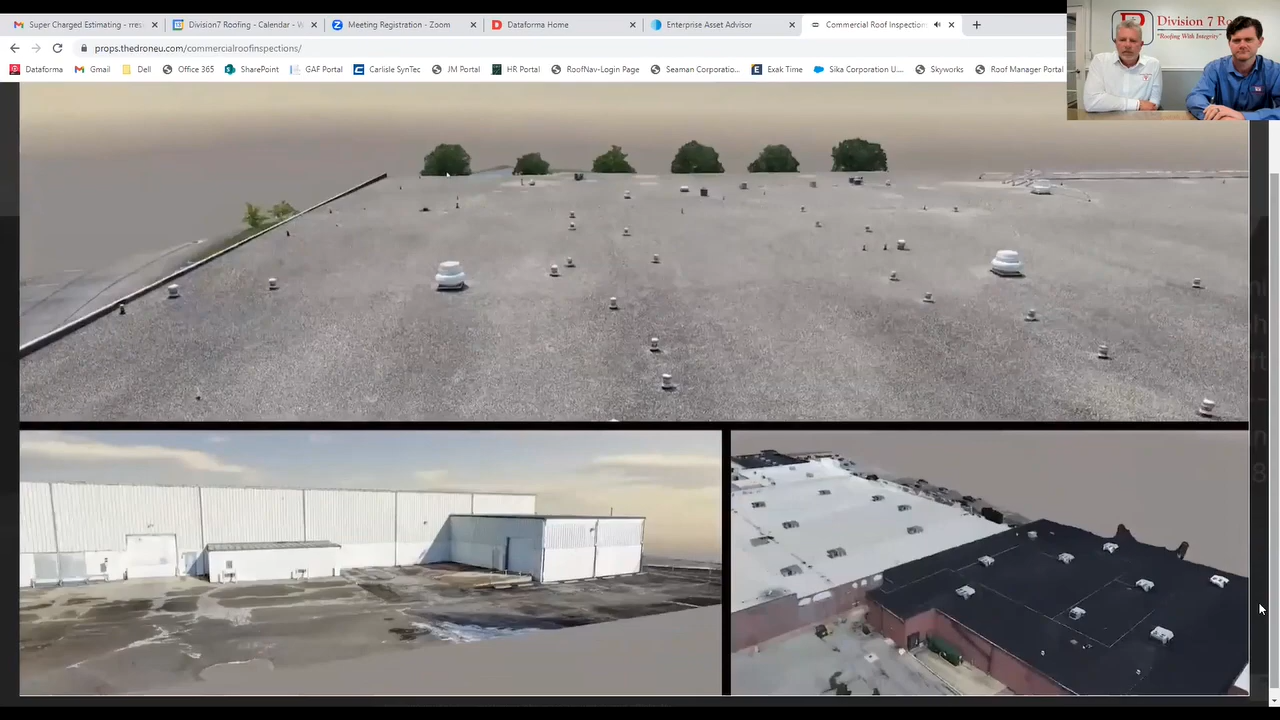 Super Charged Estimating - rres
Division7 Roofing - Calendar - W
Meeting Registration - Zoom
Dataforma Home
Enterprise Asset Advisor
Commercial Roof Inspection
props.thedroneu.com/commercialroofinspections/
Dataforma
Gmail
Dell
Office 365
SharePoint
GAF Portal
Carlisle SynTec
JM Portal
HR Portal
RoofNav-Login Page
Seaman Corporatio...
Exak Time
Sika Corporation U....
Skyworks
Roof Manager Portal
Division 7 Ro
"Roofing With Integrity"